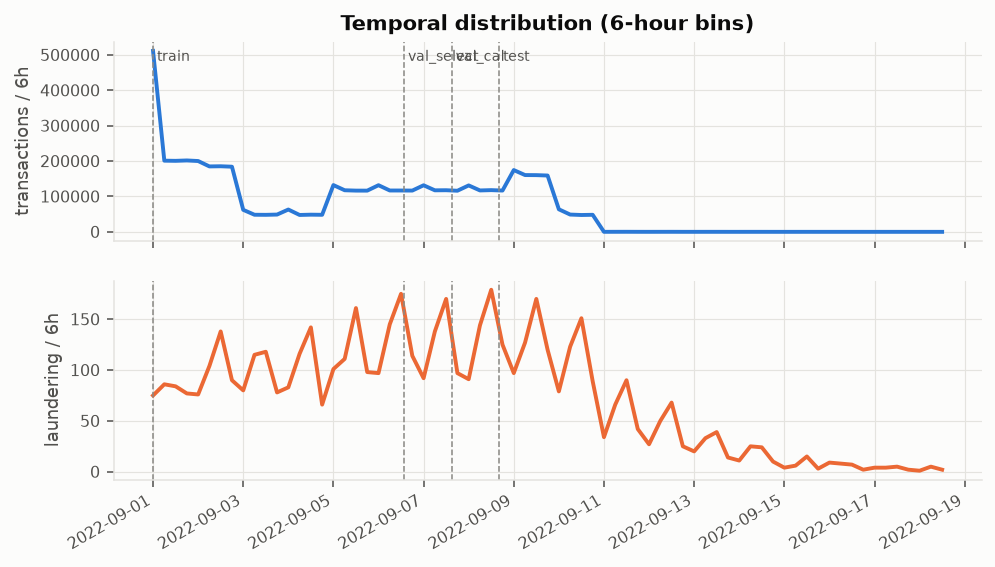 Temporal distribution (6-hour bins)
transactions / 6h
500000
400000
300000
200000
100000
0
train
val_select
val_cal
test
laundering / 6h
150
100
50
0
2022-09-01
2022-09-03
2022-09-05
2022-09-07
2022-09-09
2022-09-11
2022-09-13
2022-09-15
2022-09-17
2022-09-19